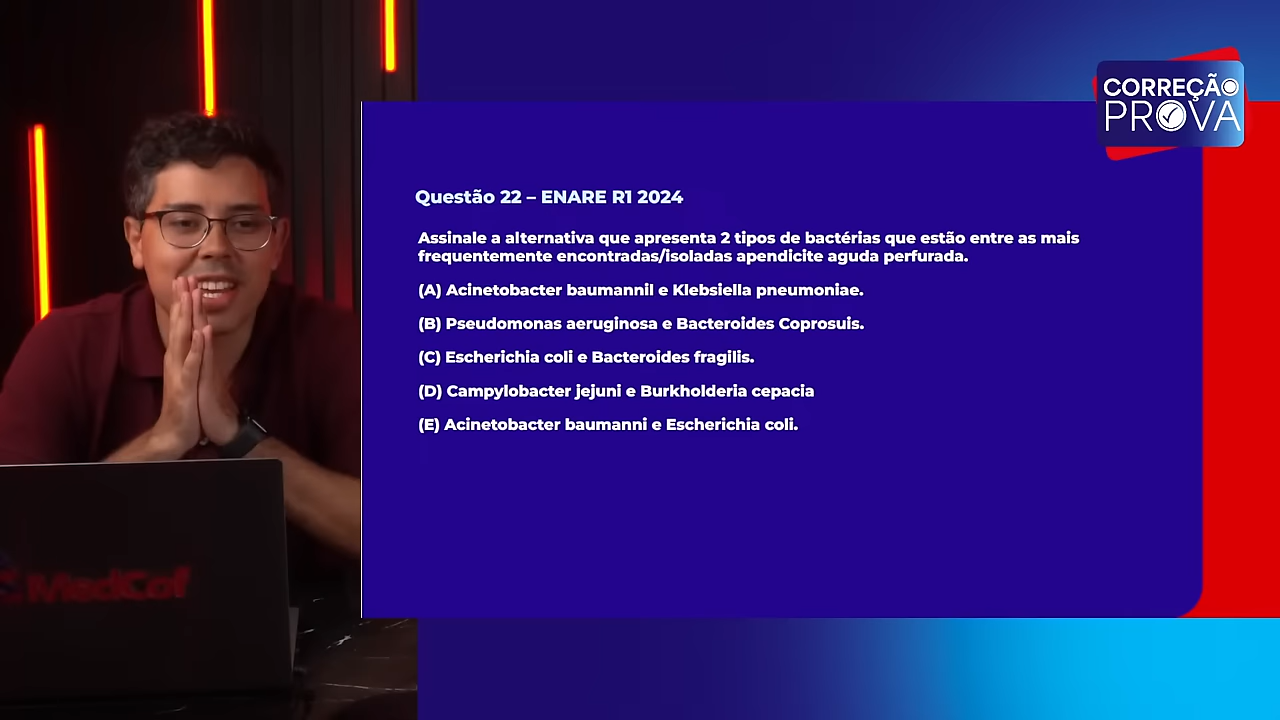 CORREÇÃO
PROVA
Questão 22 – ENARE R1 2024
Assinale a alternativa que apresenta 2 tipos de bactérias que estão entre as mais
frequentemente encontradas/isoladas apendicite aguda perfurada.
(A) Acinetobacter baumannil e Klebsiella pneumoniae.
(B) Pseudomonas aeruginosa e Bacteroides Coprosuis.
(C) Escherichia coli e Bacteroides fragilis.
(D) Campylobacter jejuni e Burkholderia cepacia
(E) Acinetobacter baumanni e Escherichia coli.
MedCof